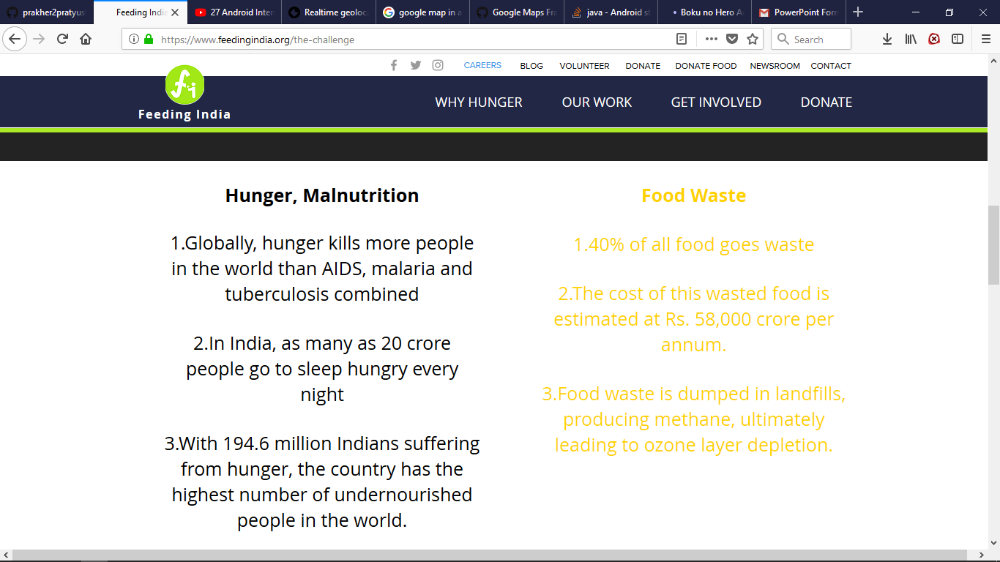 prakher2pratyus
Feeding India
27 Android Inter
Realtime geoloc
google map in a
Google Maps Fra
java - Android st
Boku no Hero A
PowerPoint Form
https://www.feedingindia.org/the-challenge
Search
CAREERS BLOG VOLUNTEER DONATE DONATE FOOD NEWSROOM CONTACT
fi
Feeding India
WHY HUNGER OUR WORK GET INVOLVED DONATE
Hunger, Malnutrition
1.Globally, hunger kills more people
in the world than AIDS, malaria and
tuberculosis combined
2.In India, as many as 20 crore
people go to sleep hungry every
night
3.With 194.6 million Indians suffering
from hunger, the country has the
highest number of undernourished
people in the world.
Food Waste
1.40% of all food goes waste
2.The cost of this wasted food is
estimated at Rs. 58,000 crore per
annum.
3.Food waste is dumped in landfills,
producing methane, ultimately
leading to ozone layer depletion.